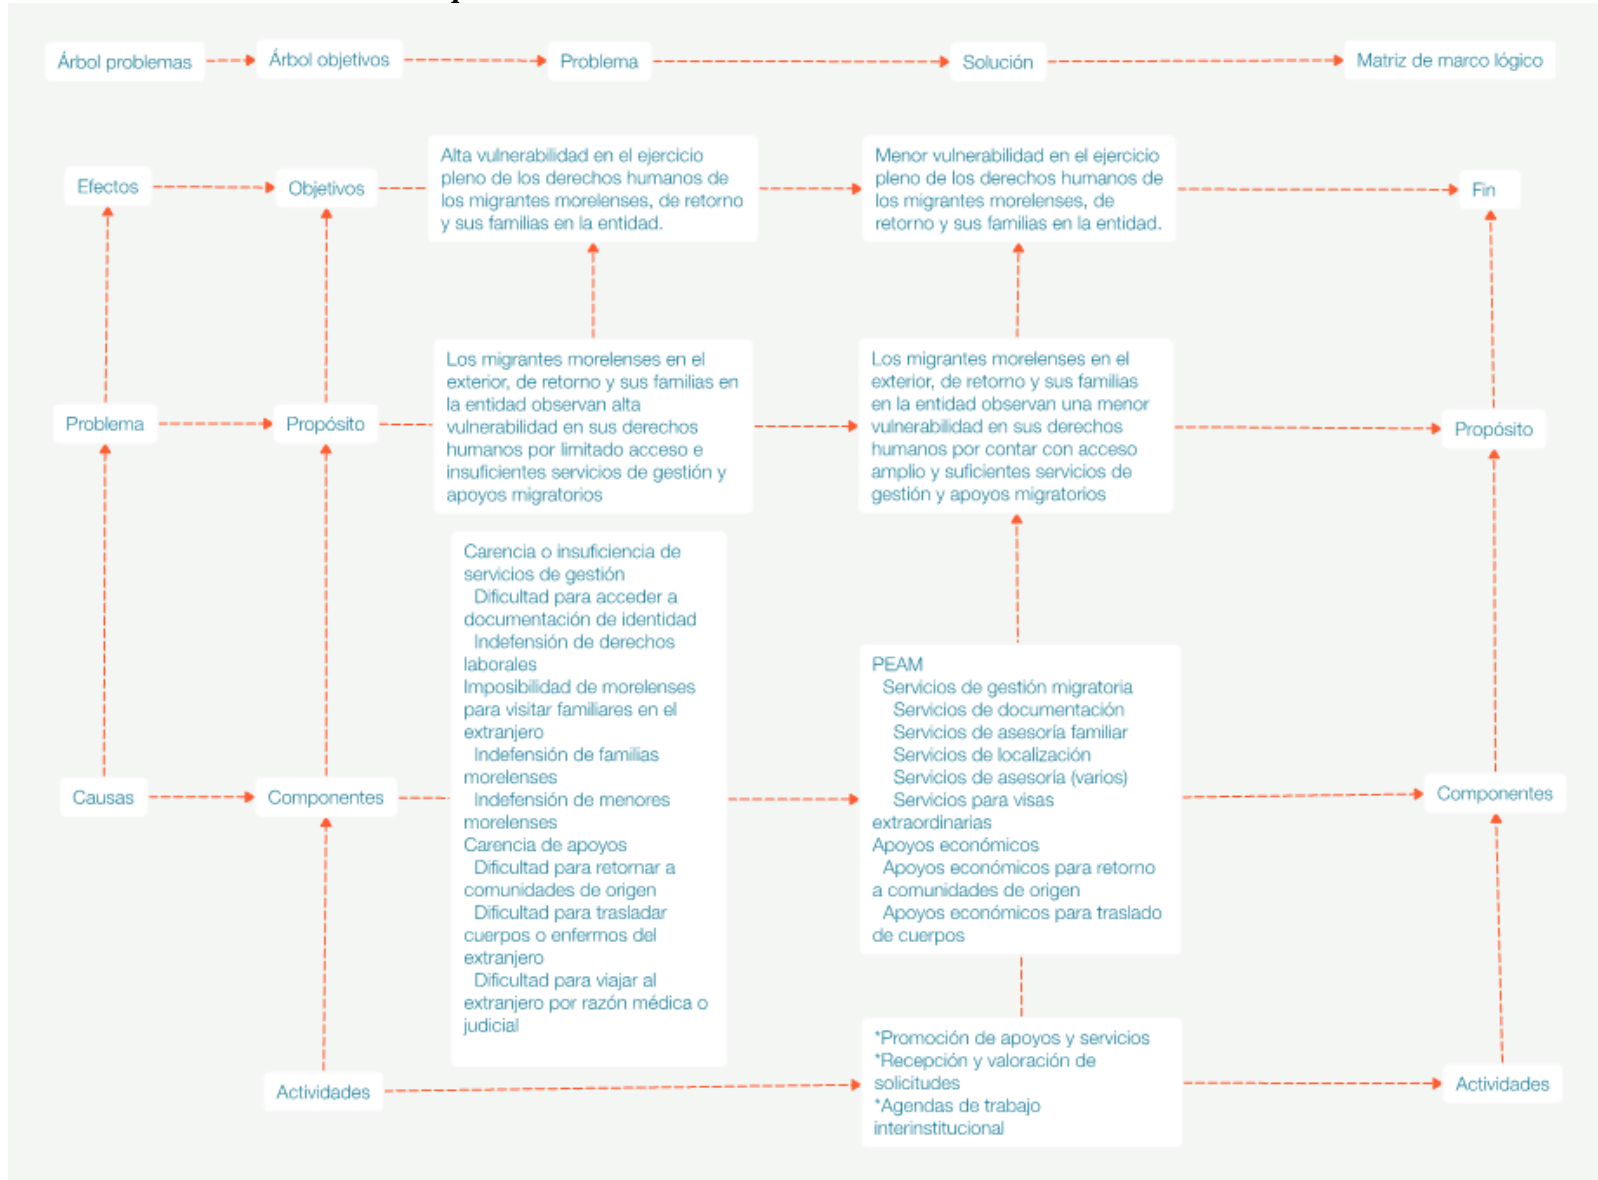 Árbol problemas
Árbol objetivos
Problema
Solución
Matriz de marco lógico
Efectos
Objetivos
Alta vulnerabilidad en el ejercicio
pleno de los derechos humanos de
los migrantes morelenses, de retorno
y sus familias en la entidad.
Menor vulnerabilidad en el ejercicio
pleno de los derechos humanos de
los migrantes morelenses, de
retorno y sus familias en la entidad.
Fin
Problema
Propósito
Los migrantes morelenses en el
exterior, de retorno y sus familias en
la entidad observan alta
vulnerabilidad en sus derechos
humanos por limitado acceso e
insuficientes servicios de gestión y
apoyos migratorios
Los migrantes morelenses en el
exterior, de retorno y sus familias
en la entidad observan una menor
vulnerabilidad en sus derechos
humanos por contar con acceso
amplio y suficientes servicios de
gestión y apoyos migratorios
Propósito
Causas
Componentes
Carencia o insuficiencia de
servicios de gestión
Dificultad para acceder a
documentación de identidad
Indefensión de derechos
laborales
Imposibilidad de morelenses
para visitar familiares en el
extranjero
Indefensión de familias
morelenses
Indefensión de menores
morelenses
Carencia de apoyos
Dificultad para retornar a
comunidades de origen
Dificultad para trasladar
cuerpos o enfermos del
extranjero
Dificultad para viajar al
extranjero por razón médica o
judicial
PEAM
Servicios de gestión migratoria
Servicios de documentación
Servicios de asesoría familiar
Servicios de localización
Servicios de asesoría (varios)
Servicios para visas
extraordinarias
Apoyos económicos
Apoyos económicos para retorno
a comunidades de origen
Apoyos económicos para traslado
de cuerpos
Componentes
Actividades
*Promoción de apoyos y servicios
*Recepción y valoración de
solicitudes
*Agendas de trabajo
interinstitucional
Actividades